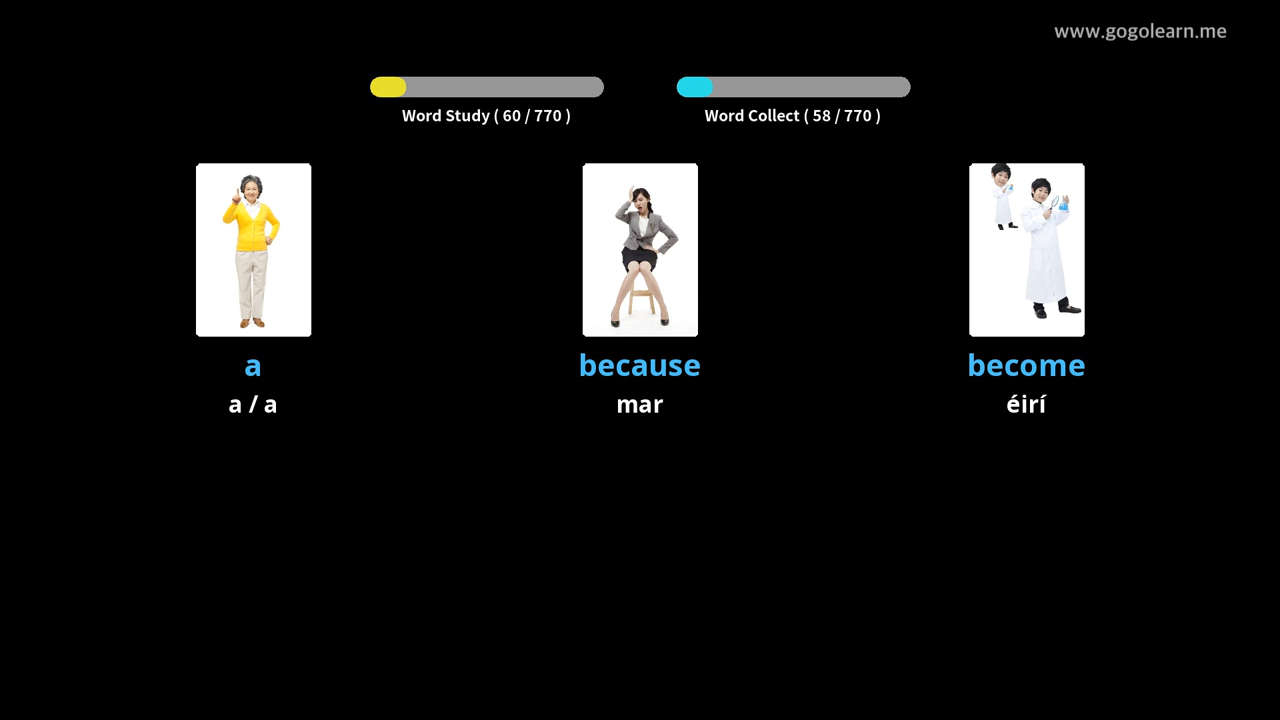 www.gogolearn.me
Word Study ( 60 / 770 )
Word Collect ( 58 / 770 )
a
because
become
a / a
mar
éirí